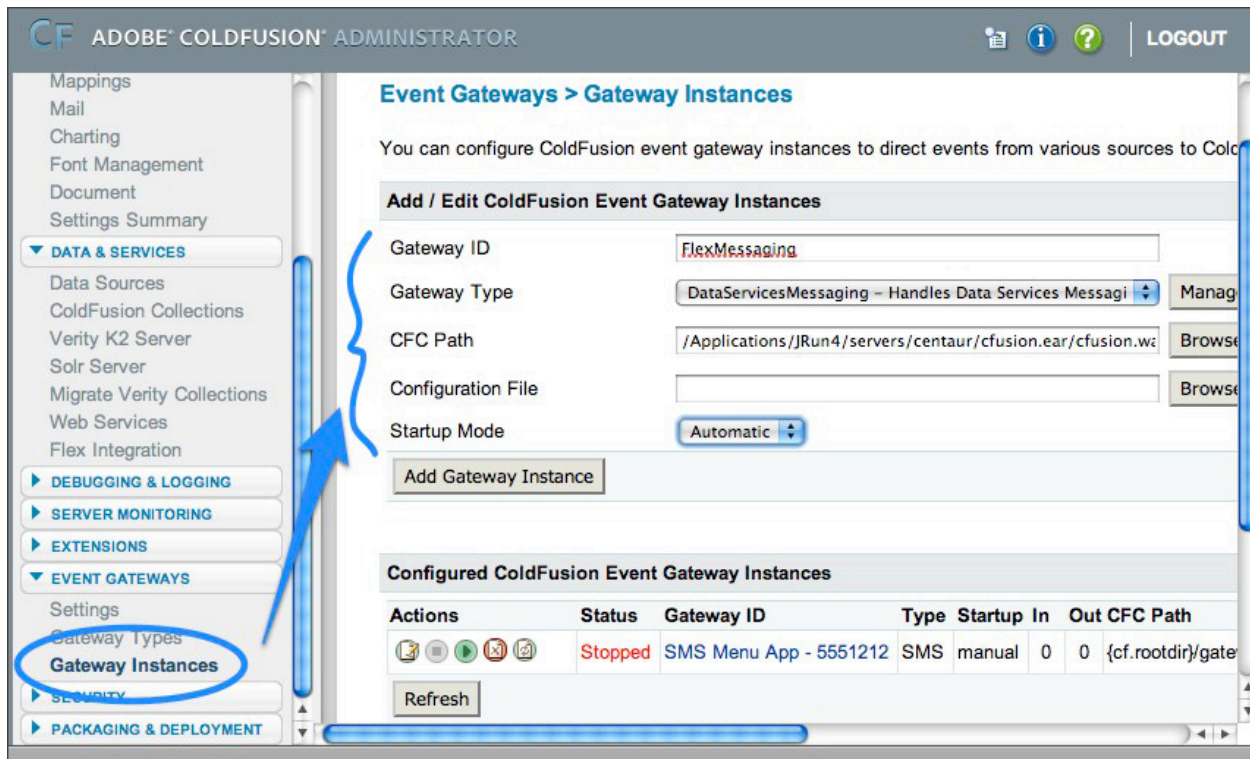 CF ADOBE® COLDFUSION® ADMINISTRATOR LOGOUT
Mappings
Mail
Charting
Font Management
Document
Settings Summary
DATA & SERVICES
Data Sources
ColdFusion Collections
Verity K2 Server
Solr Server
Migrate Verity Collections
Web Services
Flex Integration
DEBUGGING & LOGGING
SERVER MONITORING
EXTENSIONS
EVENT GATEWAYS
Settings
Gateway Types
Gateway Instances
SECURITY
PACKAGING & DEPLOYMENT
Event Gateways > Gateway Instances
You can configure ColdFusion event gateway instances to direct events from various sources to Cold
Add / Edit ColdFusion Event Gateway Instances
Gateway ID FlexMessaging
Gateway Type DataServicesMessaging – Handles Data Services Messagi Manag
CFC Path /Applications/JRun4/servers/centaur/cfusion.ear/cfusion.wa Browse
Configuration File Browse
Startup Mode Automatic
Add Gateway Instance
Configured ColdFusion Event Gateway Instances
Actions Status Gateway ID Type Startup In Out CFC Path
Stopped SMS Menu App - 5551212 SMS manual 0 0 {cf.rootdir}/gate
Refresh